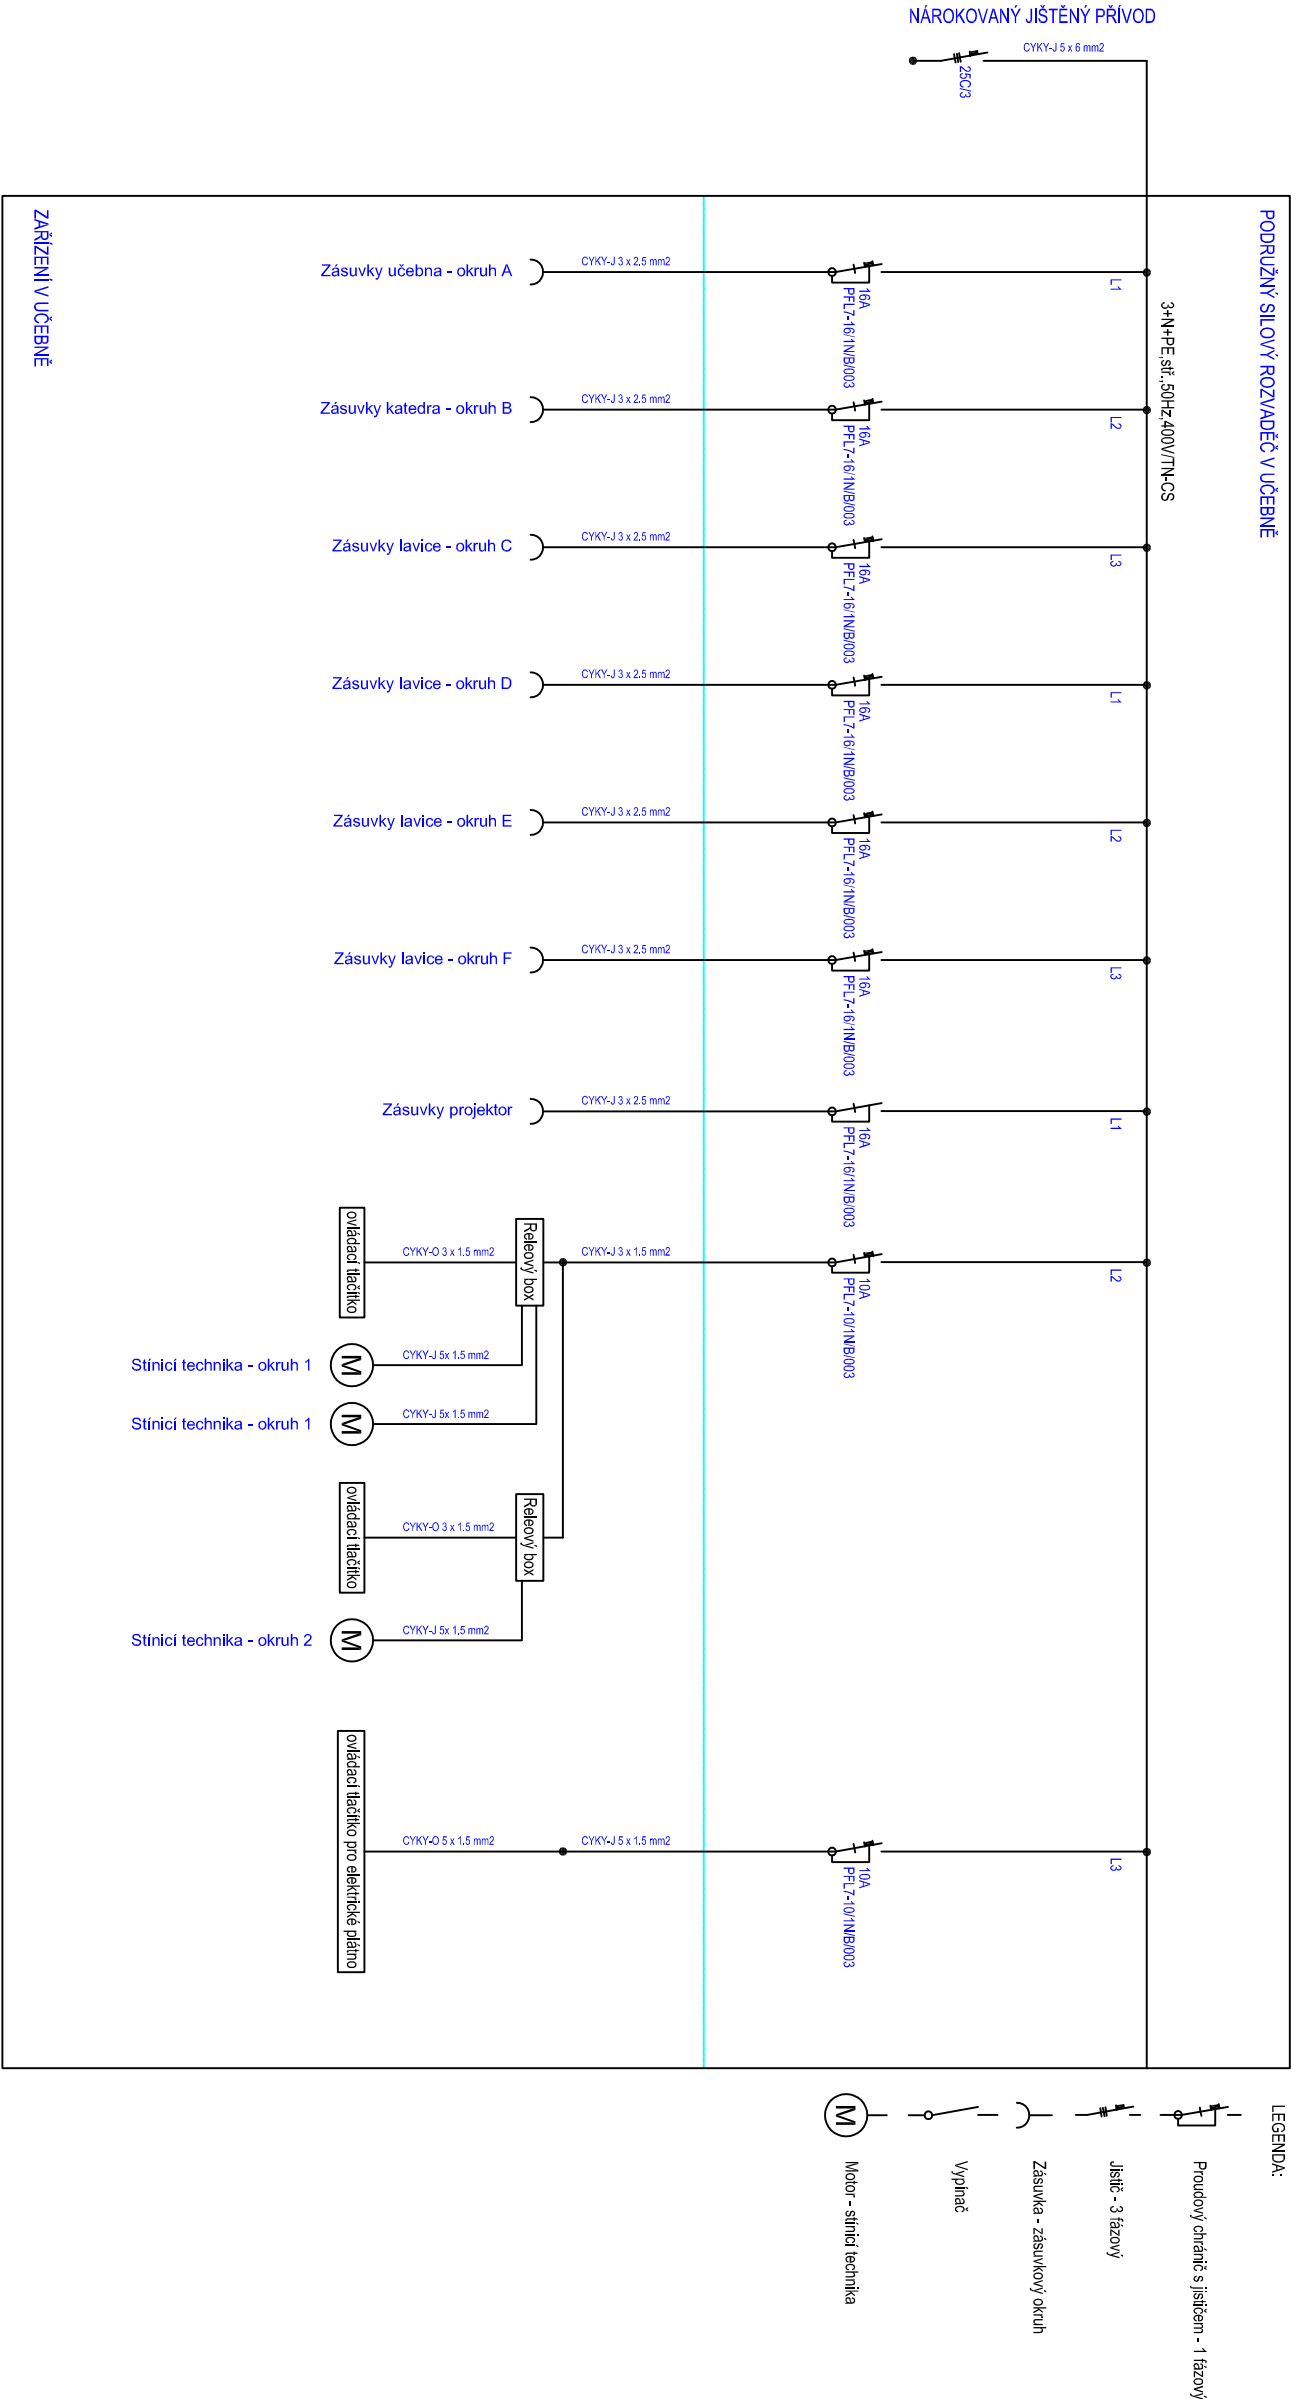 NÁROKOVANÝ JIŠTĚNÝ PŘÍVOD
CYKY-J 5 x 6 mm2
25C/3
PODRUŽNÝ SILOVÝ ROZVADĚČ V UČEBNĚ
ZAŘÍZENÍ V UČEBNĚ
3+N+PE,stř.,50Hz,400V/TN-CS
Zásuvky učebna - okruh A
CYKY-J 3 x 2.5 mm2
16A
PFL7-16/1N/B/003
L1
Zásuvky katedra - okruh B
CYKY-J 3 x 2.5 mm2
16A
PFL7-16/1N/B/003
L2
Zásuvky lavice - okruh C
CYKY-J 3 x 2.5 mm2
16A
PFL7-16/1N/B/003
L3
Zásuvky lavice - okruh D
CYKY-J 3 x 2.5 mm2
16A
PFL7-16/1N/B/003
L1
Zásuvky lavice - okruh E
CYKY-J 3 x 2.5 mm2
16A
PFL7-16/1N/B/003
L2
Zásuvky lavice - okruh F
CYKY-J 3 x 2.5 mm2
16A
PFL7-16/1N/B/003
L3
Zásuvky projektor
CYKY-J 3 x 2.5 mm2
16A
PFL7-16/1N/B/003
L1
ovládací tlačítko
CYKY-O 3 x 1.5 mm2
Releový box
CYKY-J 3 x 1.5 mm2
10A
PFL7-10/1N/B/003
L2
Stínicí technika - okruh 1
M
CYKY-J 5x 1.5 mm2
Stínicí technika - okruh 1
M
CYKY-J 5x 1.5 mm2
ovládací tlačítko
CYKY-O 3 x 1.5 mm2
Releový box
Stínicí technika - okruh 2
M
CYKY-J 5x 1.5 mm2
ovládací tlačítko pro elektrické plátno
CYKY-O 5 x 1.5 mm2
CYKY-J 5 x 1.5 mm2
10A
PFL7-10/1N/B/003
L3
LEGENDA:
Proudový chránič s jističem - 1 fázový
Jistič - 3 fázový
Zásuvka - zásuvkový okruh
Vypínač
M
Motor - stínicí technika